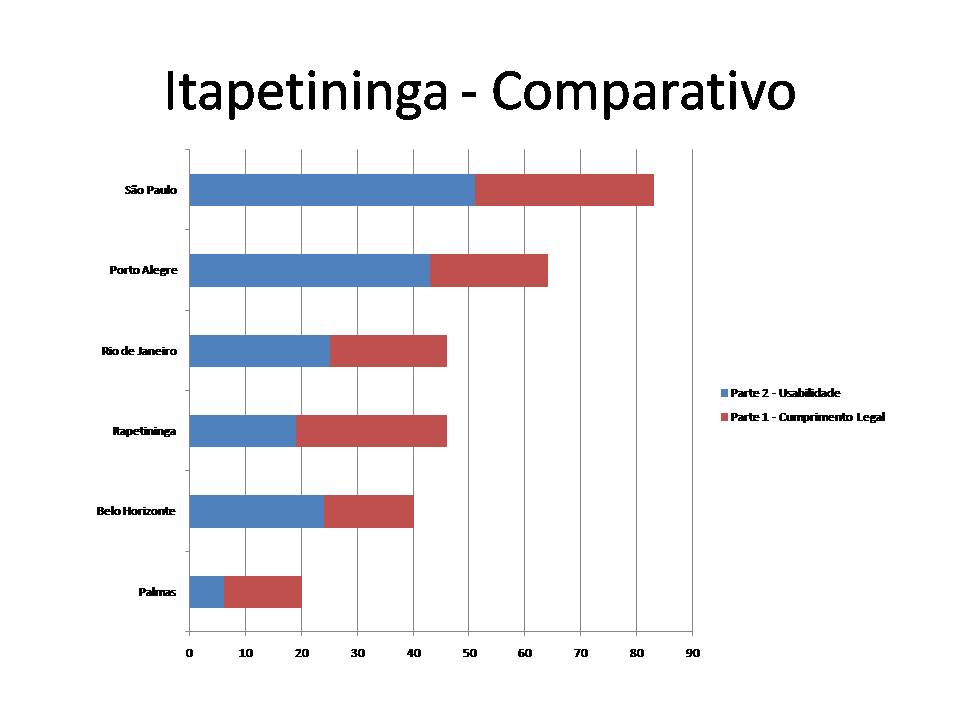 Itapetininga - Comparativo
São Paulo
Porto Alegre
Rio de Janeiro
Itapetininga
Belo Horizonte
Palmas
0 10 20 30 40 50 60 70 80 90
Parte 2 - Usabilidade
Parte 1 - Cumprimento Legal